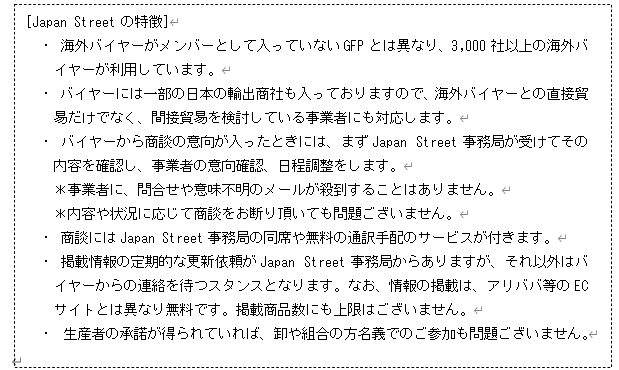 [Japan Street の特徴]
・ 海外バイヤーがメンバーとして入っていない GFP とは異なり、3,000 社以上の海外バ
イヤーが利用しています。
・ バイヤーには一部の日本の輸出商社も入っておりますので、海外バイヤーとの直接貿
易だけでなく、間接貿易を検討している事業者にも対応します。
・ バイヤーから商談の意向が入ったときには、まず Japan Street 事務局が受けてその
内容を確認し、事業者の意向確認、日程調整をします。
＊事業者に、問合せや意味不明のメールが殺到することはありません。
＊内容や状況に応じて商談をお断り頂いても問題ございません。
・ 商談には Japan Street 事務局の同席や無料の通訳手配のサービスが付きます。
・ 掲載情報の定期的な更新依頼が Japan Street 事務局からありますが、それ以外はバ
イヤーからの連絡を待つスタンスとなります。なお、情報の掲載は、アリババ等の EC
サイトとは異なり無料です。掲載商品数にも上限はございません。
・ 生産者の承諾が得られていれば、卸や組合の方名義でのご参加も問題ございません。